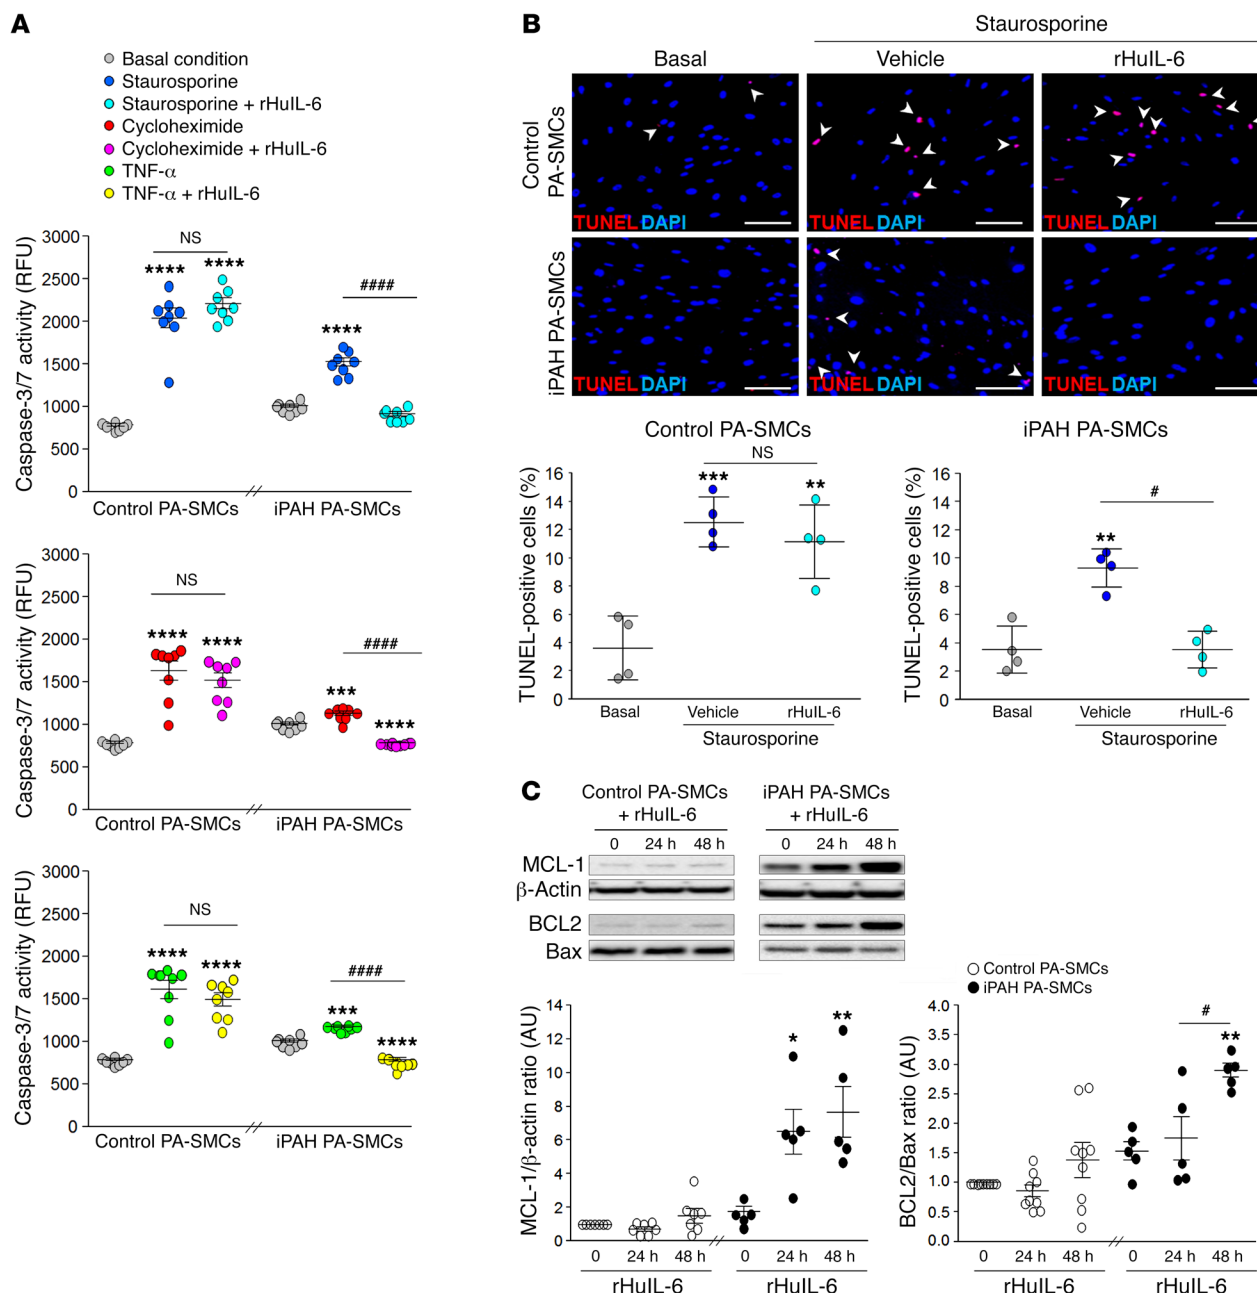 A
Basal condition
Staurosporine
Staurosporine + rHuIL-6
Cycloheximide
Cycloheximide + rHuIL-6
TNF-α
TNF-α + rHuIL-6
Caspase-3/7 activity (RFU)
3000
2500
2000
1500
1000
500
0
NS
****
****
****
####
Control PA-SMCs
iPAH PA-SMCs
Caspase-3/7 activity (RFU)
3000
2500
2000
1500
1000
500
0
NS
****
****
***
####
****
Control PA-SMCs
iPAH PA-SMCs
Caspase-3/7 activity (RFU)
3000
2500
2000
1500
1000
500
0
NS
****
****
***
####
****
Control PA-SMCs
iPAH PA-SMCs
B
Staurosporine
Basal
Vehicle
rHuIL-6
Control
PA-SMCs
TUNEL DAPI
TUNEL DAPI
TUNEL DAPI
iPAH PA-SMCs
TUNEL DAPI
TUNEL DAPI
TUNEL DAPI
Control PA-SMCs
TUNEL-positive cells (%)
16
14
12
10
8
6
4
2
0
NS
***
**
Basal
Vehicle
rHuIL-6
Staurosporine
iPAH PA-SMCs
TUNEL-positive cells (%)
16
14
12
10
8
6
4
2
0
#
**
Basal
Vehicle
rHuIL-6
Staurosporine
C
Control PA-SMCs
+ rHuIL-6
iPAH PA-SMCs
+ rHuIL-6
0 24 h 48 h
0 24 h 48 h
MCL-1
β-Actin
BCL2
Bax
Control PA-SMCs
iPAH PA-SMCs
MCL-1/β-actin ratio (AU)
14
12
10
8
6
4
2
0
*
**
0 24 h 48 h
0 24 h 48 h
rHuIL-6
rHuIL-6
BCL2/Bax ratio (AU)
4.0
3.5
3.0
2.5
2.0
1.5
1.0
0.5
0.0
#
**
0 24 h 48 h
0 24 h 48 h
rHuIL-6
rHuIL-6